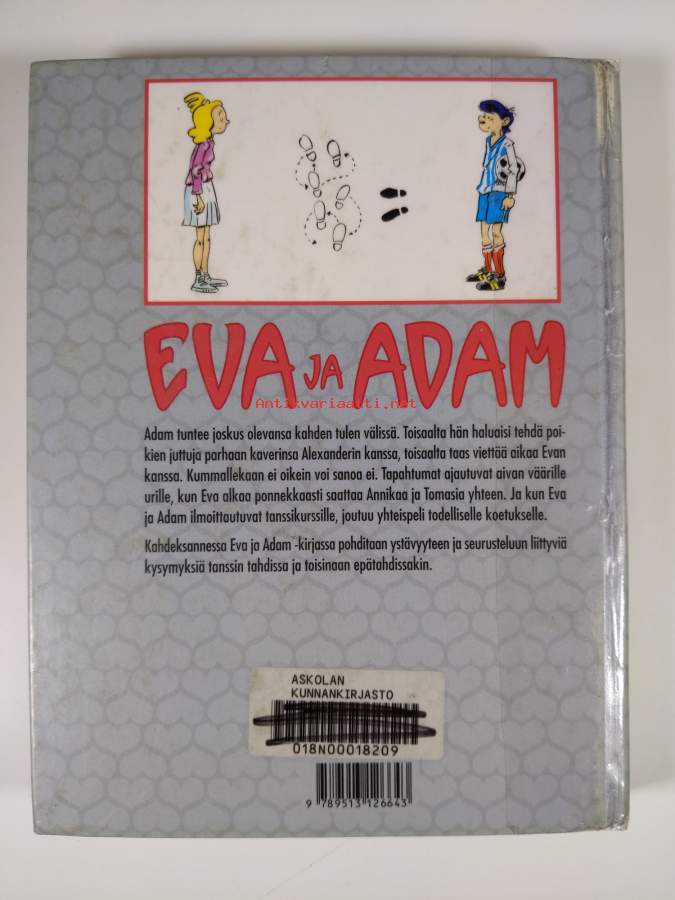 EVA JA ADAM
Antikvariaatti.net
Adam tuntee joskus olevansa kahden tulen välissä. Toisaalta hän haluaisi tehdä poi-
kien juttuja parhaan kaverinsa Alexanderin kanssa, toisaalta taas viettää aikaa Evan
kanssa. Kummallekaan ei oikein voi sanoa ei. Tapahtumat ajautuvat aivan väärille
urille, kun Eva alkaa ponnekkaasti saattaa Annikaa ja Tomasia yhteen. Ja kun Eva
ja Adam ilmoittautuvat tanssikurssille, joutuu yhteispeli todelliselle koetukselle.
Kahdeksannessa Eva ja Adam -kirjassa pohditaan ystävyyteen ja seurusteluun liittyviä
kysymyksiä tanssin tahdissa ja toisinaan epätahdissakin.
ASKOLAN
KUNNANKIRJASTO
018N00018209
9 789513 126643